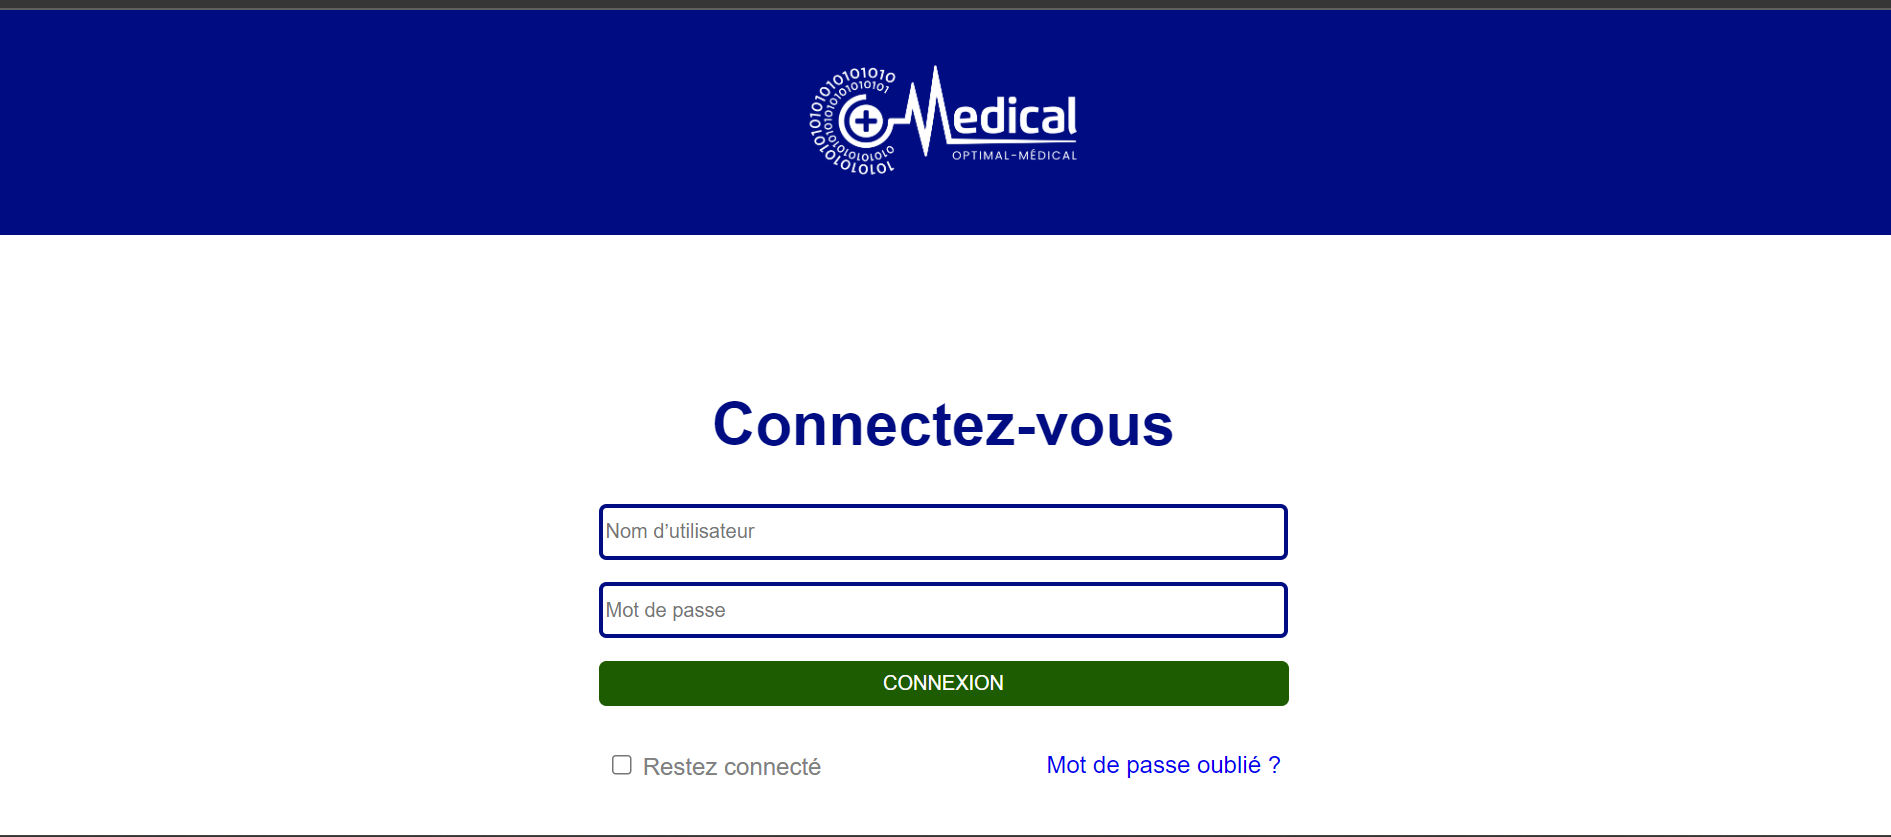 Medical
OPTIMAL-MÉDICAL
Connectez-vous
Nom d’utilisateur
Mot de passe
CONNEXION
Restez connecté
Mot de passe oublié ?